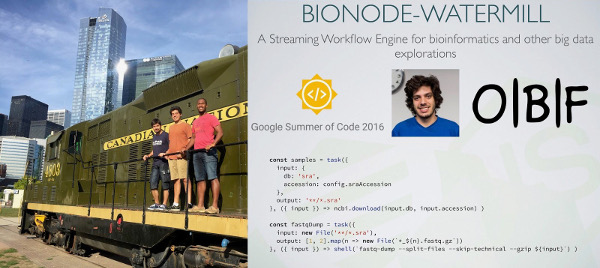 CANADIAN NATION
4803
BIONODE-WATERMILL
A Streaming Workflow Engine for bioinformatics and other big data
explorations
</>
Google Summer of Code 2016
O|B|F
const samples = task({
input: {
db: 'sra',
accession: config.sraAccession
},
output: '**/*.sra'
}, ({ input }) => ncbi.download(input.db, input.accession) )
const fastqDump = task({
input: new File('**/*.sra'),
output: [1, 2].map(n => new File(`*_${n}.fastq.gz`))
}, ({ input }) => shell(`fastq-dump --split-files --skip-technical --gzip ${input}`) )